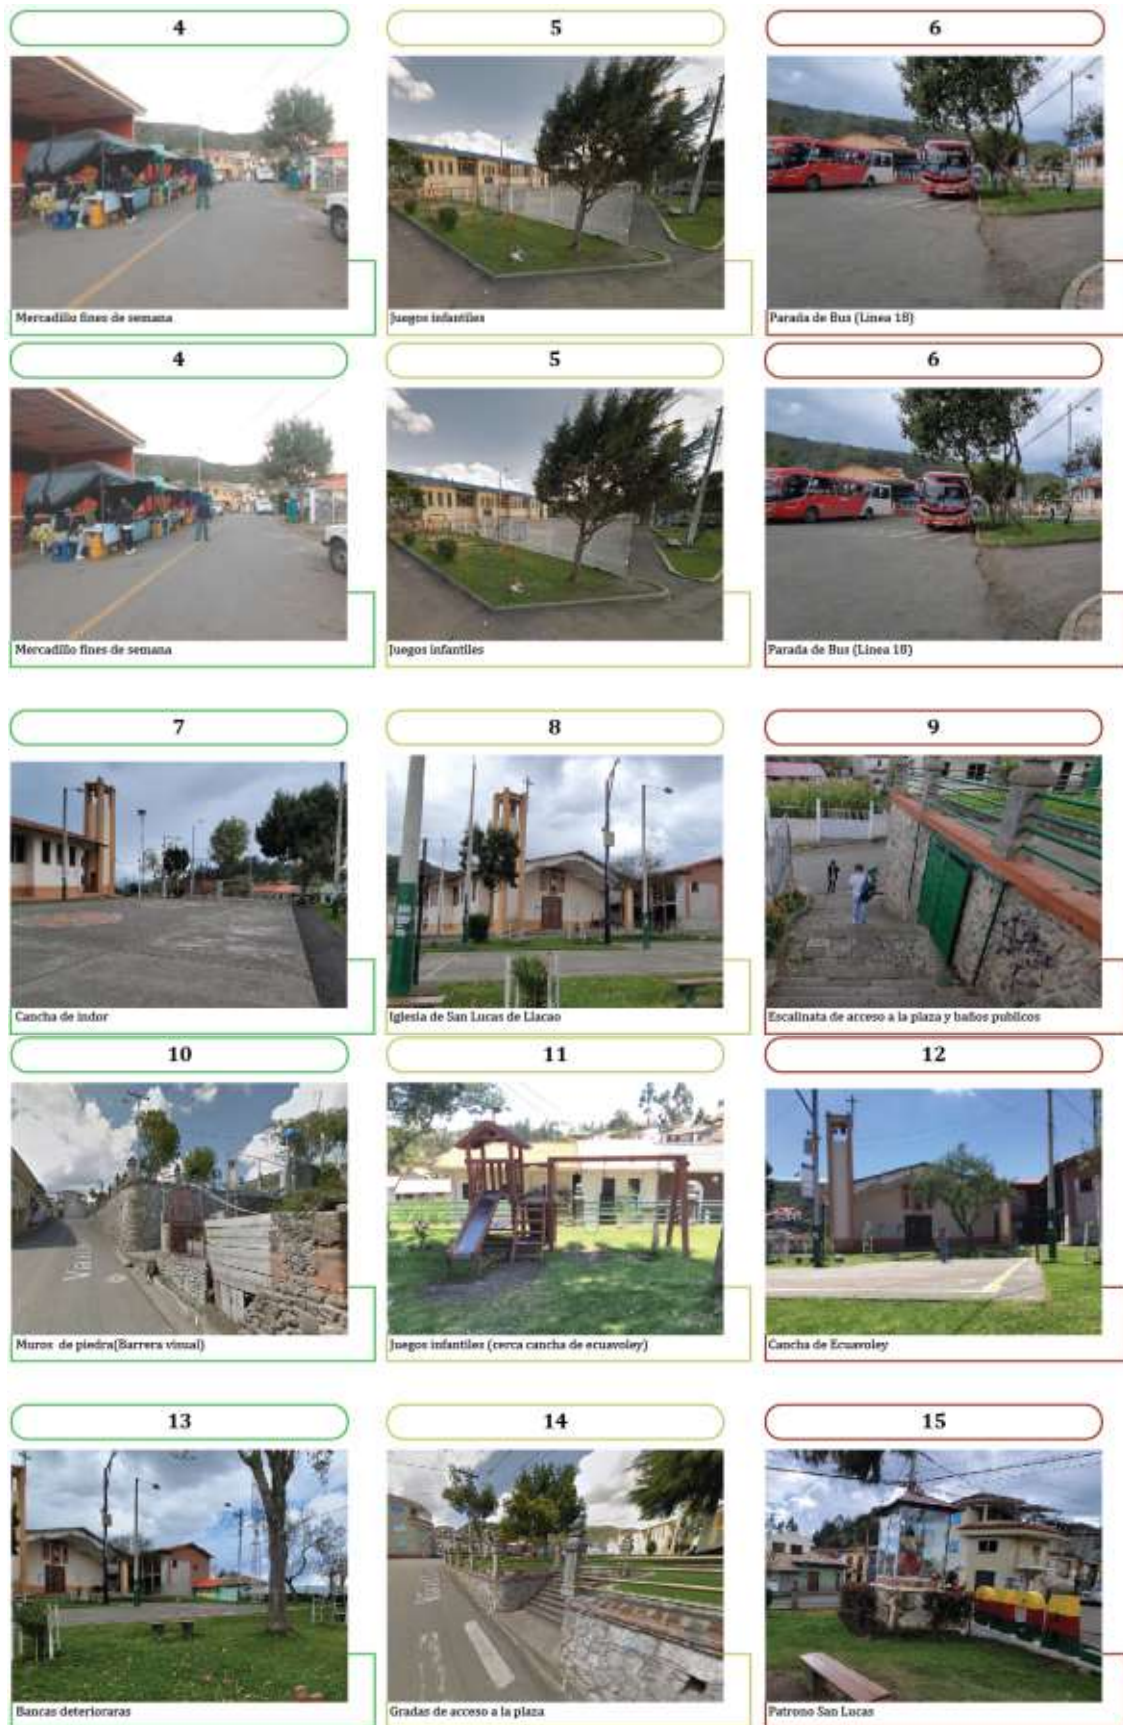 4
5
6
Mercadillo fines de semana
Juegos infantiles
Parada de Bus (Linea 18)
4
5
6
Mercadillo fines de semana
Juegos infantiles
Parada de Bus (Linea 18)
7
8
9
Cancha de indor
Iglesia de San Lucas de Llacao
Escalinata de acceso a la plaza y baños publicos
10
11
12
Muros de piedra(Barrera visual)
Juegos infantiles (cerca cancha de ecuavoley)
Cancha de Ecuavoley
13
14
15
Bancas deterioraras
Gradas de acceso a la plaza
Patrono San Lucas